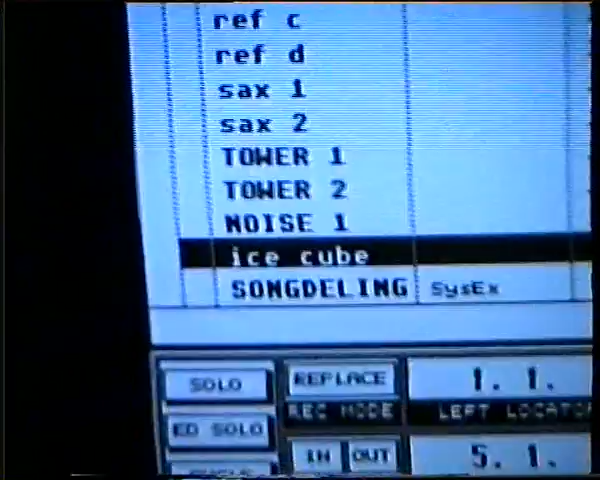 ref c
ref d
sax 1
sax 2
TOWER 1
TOWER 2
NOISE 1
ice cube
SONGDELING SysEx
SOLO REPLACE 1. 1.
REC MODE LEFT LOCATOR
ED SOLO
IN OUT 5. 1.